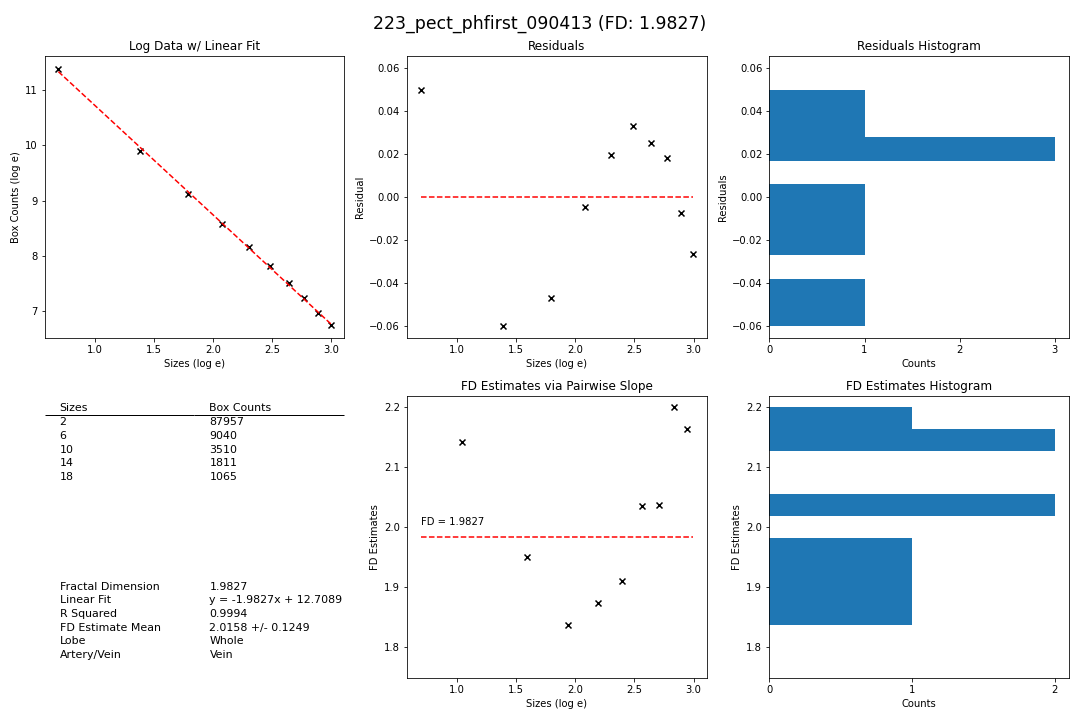 223_pect_phfirst_090413 (FD: 1.9827)
Log Data w/ Linear Fit
Box Counts (log e)
11
10
9
8
7
1.0 1.5 2.0 2.5 3.0
Sizes (log e)
Residuals
Residual
0.06
0.04
0.02
0.00
−0.02
−0.04
−0.06
1.0 1.5 2.0 2.5 3.0
Sizes (log e)
Residuals Histogram
Residuals
0.06
0.04
0.02
0.00
−0.02
−0.04
−0.06
0 1 2 3
Counts
Sizes Box Counts
2 87957
6 9040
10 3510
14 1811
18 1065
Fractal Dimension 1.9827
Linear Fit y = -1.9827x + 12.7089
R Squared 0.9994
FD Estimate Mean 2.0158 +/- 0.1249
Lobe Whole
Artery/Vein Vein
FD Estimates via Pairwise Slope
FD Estimates
2.2
2.1
2.0
1.9
1.8
FD = 1.9827
1.0 1.5 2.0 2.5 3.0
Sizes (log e)
FD Estimates Histogram
FD Estimates
2.2
2.1
2.0
1.9
1.8
0 1 2
Counts